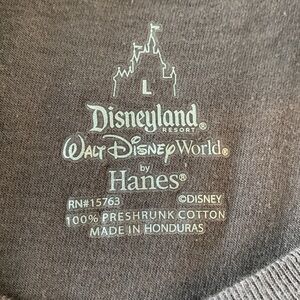 L
Disneyland®
RESORT
WALT DISNEY World®
by
Hanes®
RN#15763 ©DISNEY
100% PRESHRUNK COTTON
MADE IN HONDURAS